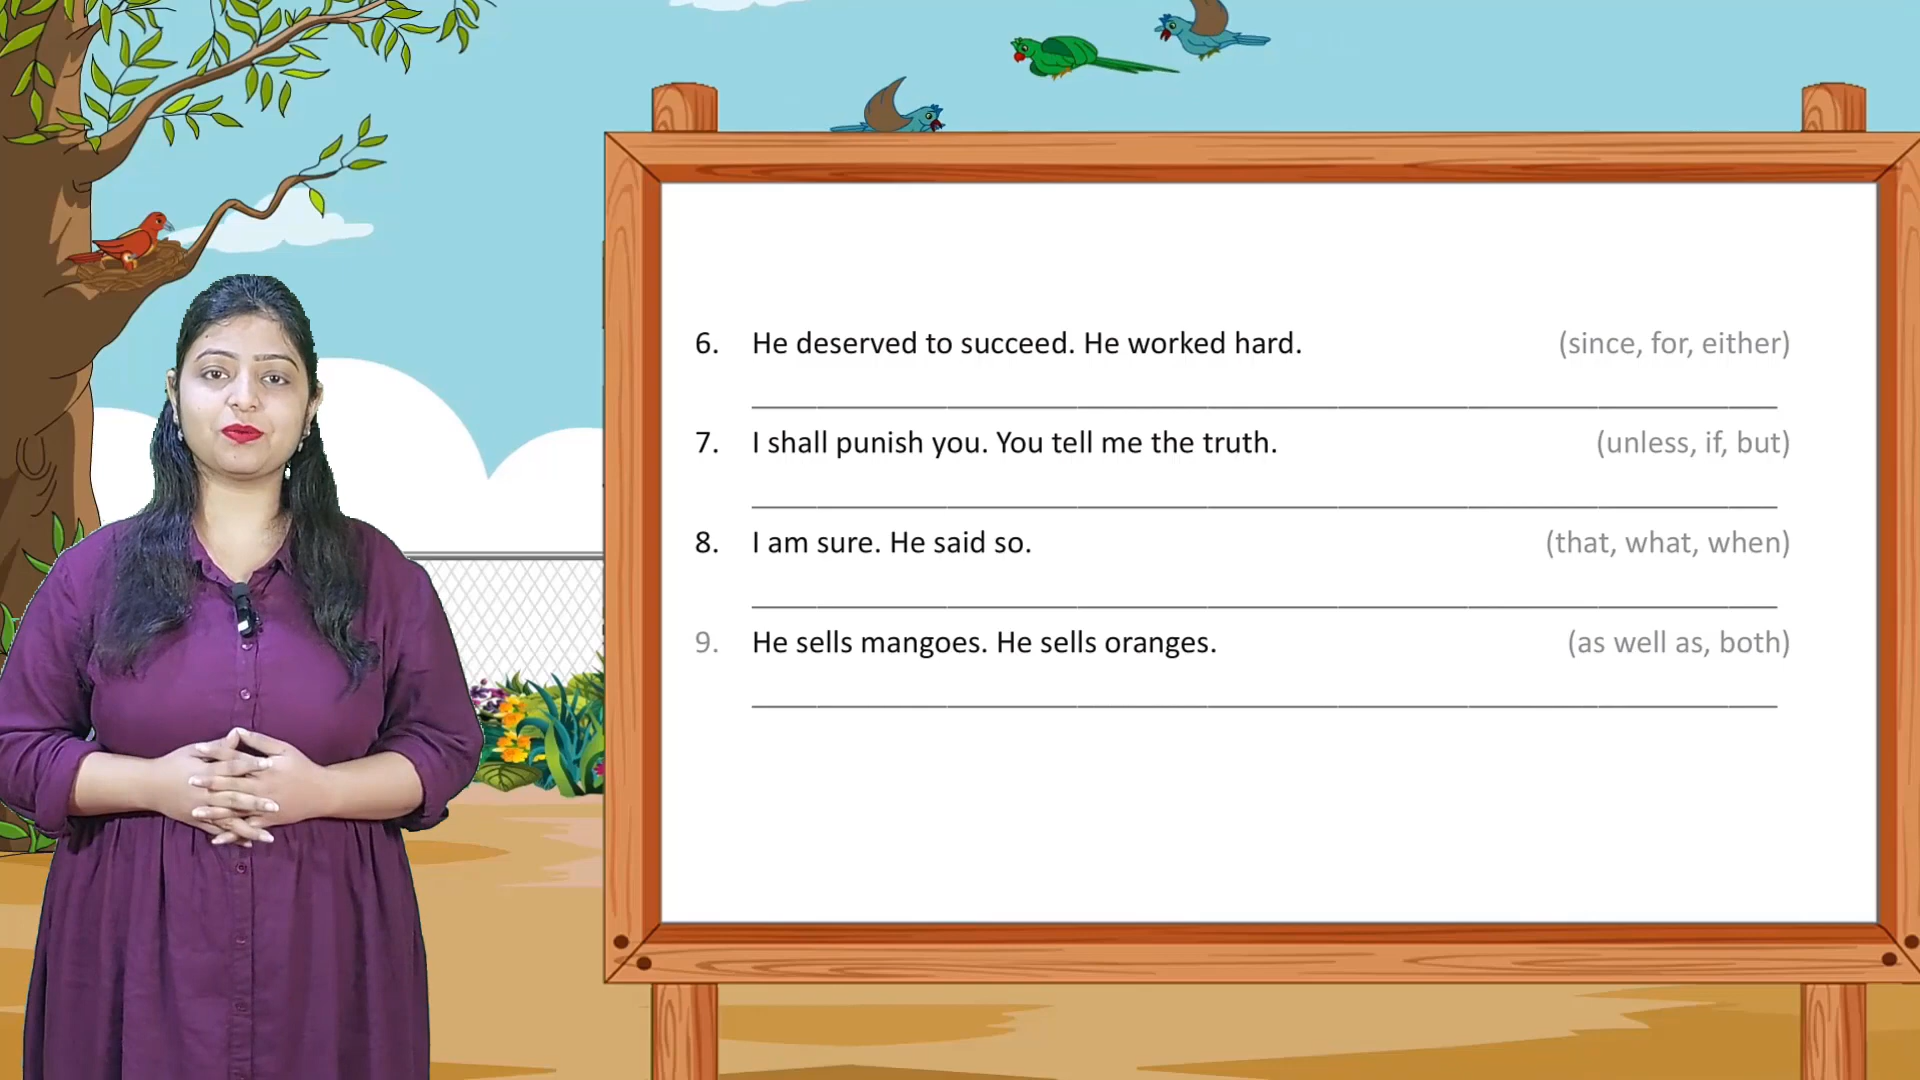 6. He deserved to succeed. He worked hard. (since, for, either)
7. I shall punish you. You tell me the truth. (unless, if, but)
8. I am sure. He said so. (that, what, when)
9. He sells mangoes. He sells oranges. (as well as, both)